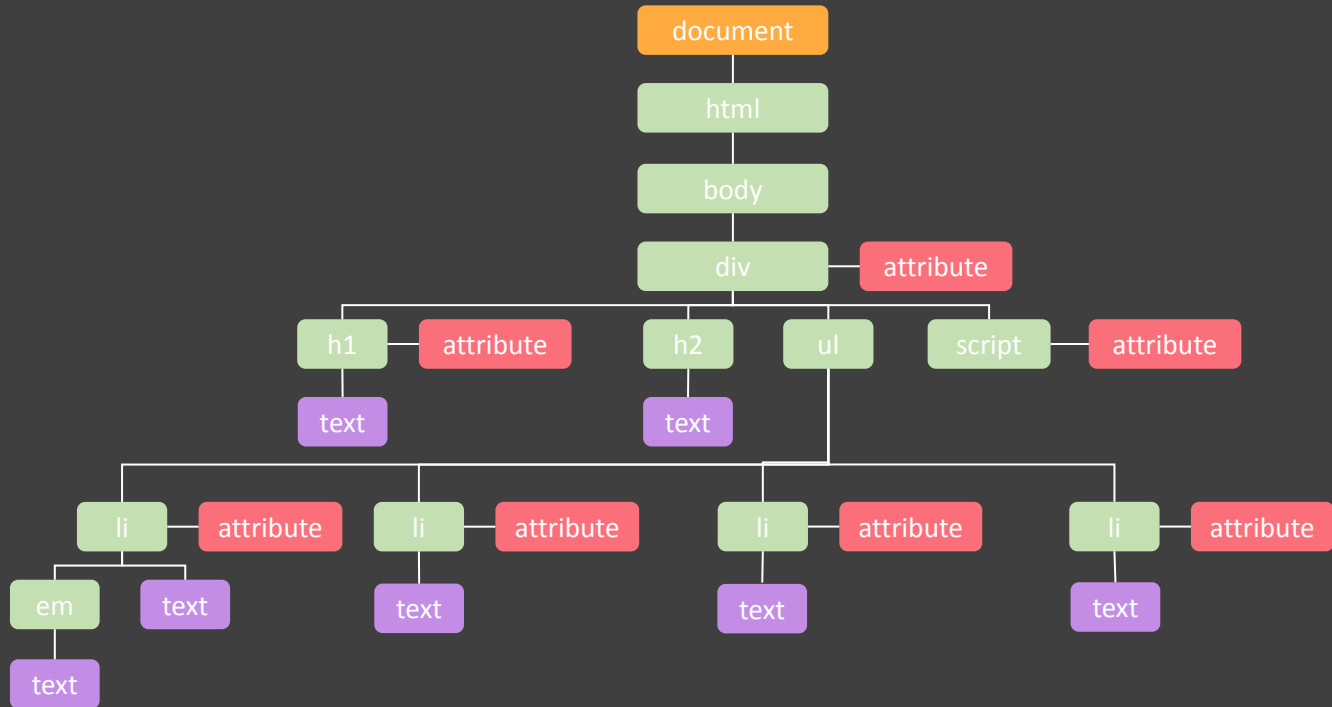 document
html
body
div attribute
h1 attribute h2 ul script attribute
text text
li attribute li attribute li attribute li attribute
em text text text text
text